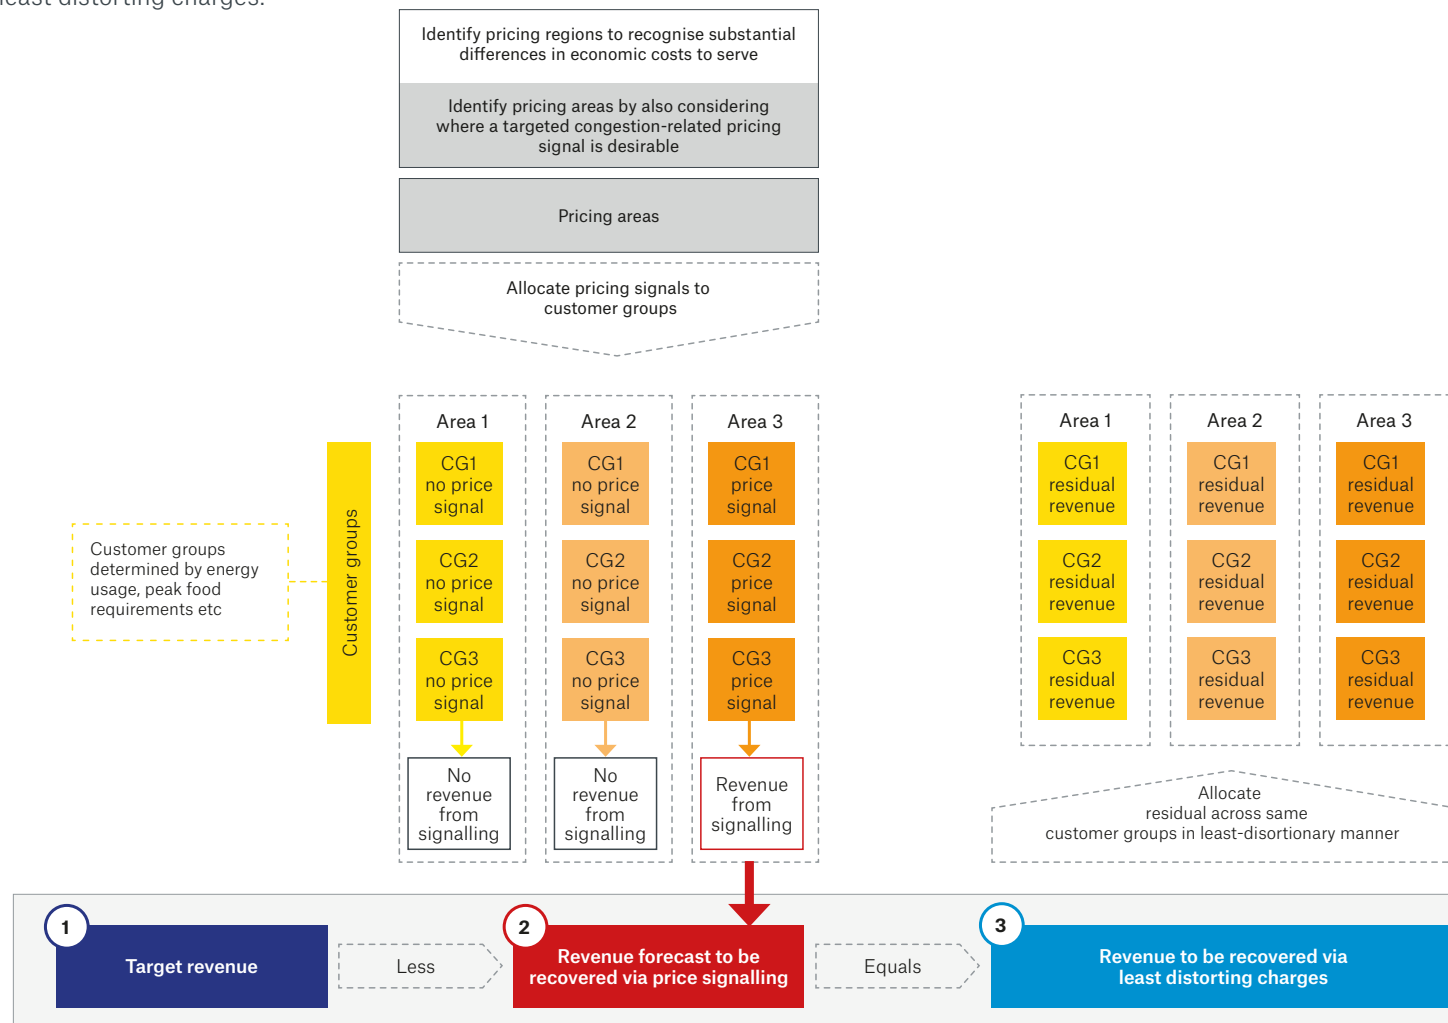 least distorting charges.
Identify pricing regions to recognise substantial
differences in economic costs to serve
Identify pricing areas by also considering
where a targeted congestion-related pricing
signal is desirable
Pricing areas
Allocate pricing signals to
customer groups
Customer groups
determined by energy
usage, peak food
requirements etc
Customer groups
Area 1
CG1
no price
signal
CG2
no price
signal
CG3
no price
signal
No
revenue
from
signalling
Area 2
CG1
no price
signal
CG2
no price
signal
CG3
no price
signal
No
revenue
from
signalling
Area 3
CG1
price
signal
CG2
price
signal
CG3
price
signal
Revenue
from
signalling
Area 1
CG1
residual
revenue
CG2
residual
revenue
CG3
residual
revenue
Area 2
CG1
residual
revenue
CG2
residual
revenue
CG3
residual
revenue
Area 3
CG1
residual
revenue
CG2
residual
revenue
CG3
residual
revenue
Allocate
residual across same
customer groups in least-disortionary manner
1
Target revenue
Less
2
Revenue forecast to be
recovered via price signalling
Equals
3
Revenue to be recovered via
least distorting charges